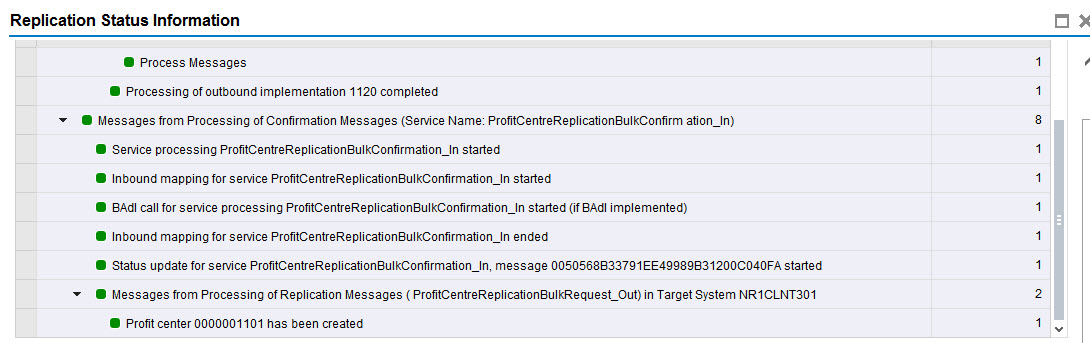 Replication Status Information
Process Messages 1
Processing of outbound implementation 1120 completed 1
Messages from Processing of Confirmation Messages (Service Name: ProfitCentreReplicationBulkConfirm ation_In) 8
Service processing ProfitCentreReplicationBulkConfirmation_In started 1
Inbound mapping for service ProfitCentreReplicationBulkConfirmation_In started 1
BAdI call for service processing ProfitCentreReplicationBulkConfirmation_In started (if BAdI implemented) 1
Inbound mapping for service ProfitCentreReplicationBulkConfirmation_In ended 1
Status update for service ProfitCentreReplicationBulkConfirmation_In, message 0050568B33791EE49989B31200C040FA started 1
Messages from Processing of Replication Messages ( ProfitCentreReplicationBulkRequest_Out) in Target System NR1CLNT301 2
Profit center 0000001101 has been created 1